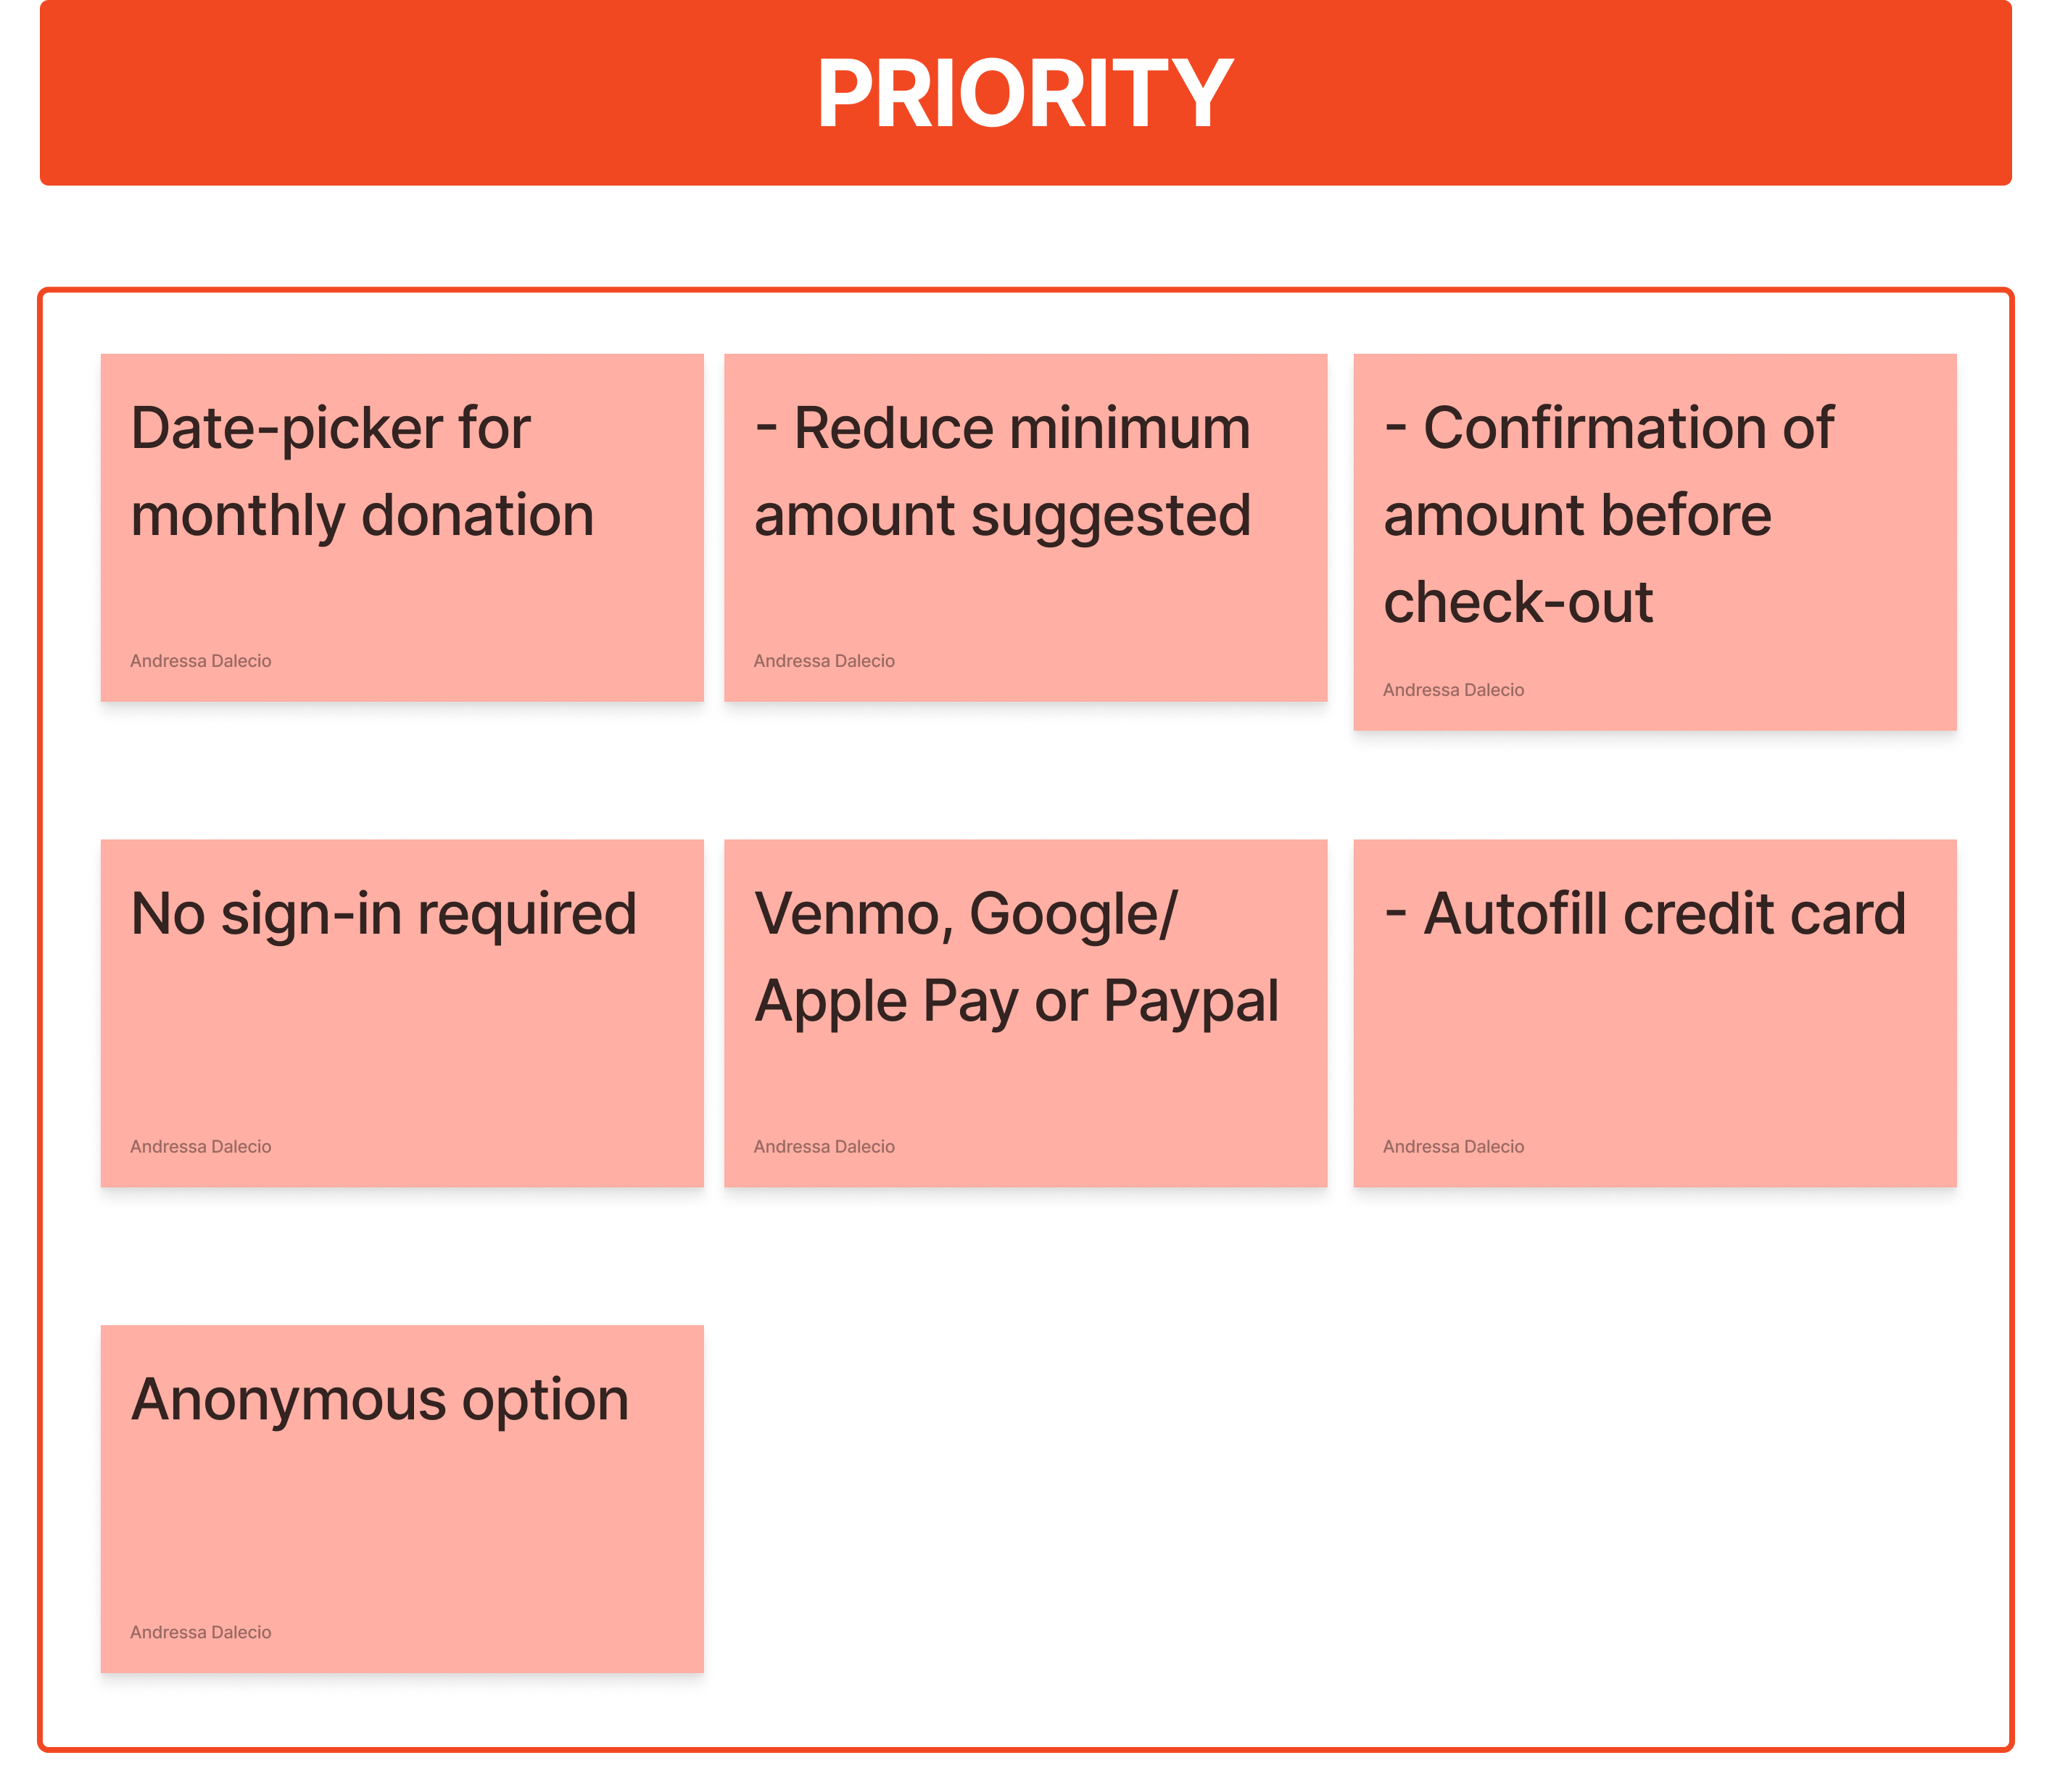 PRIORITY
Date-picker for
monthly donation
Andressa Dalecio
- Reduce minimum
amount suggested
Andressa Dalecio
- Confirmation of
amount before
check-out
Andressa Dalecio
No sign-in required
Andressa Dalecio
Venmo, Google/
Apple Pay or Paypal
Andressa Dalecio
- Autofill credit card
Andressa Dalecio
Anonymous option
Andressa Dalecio